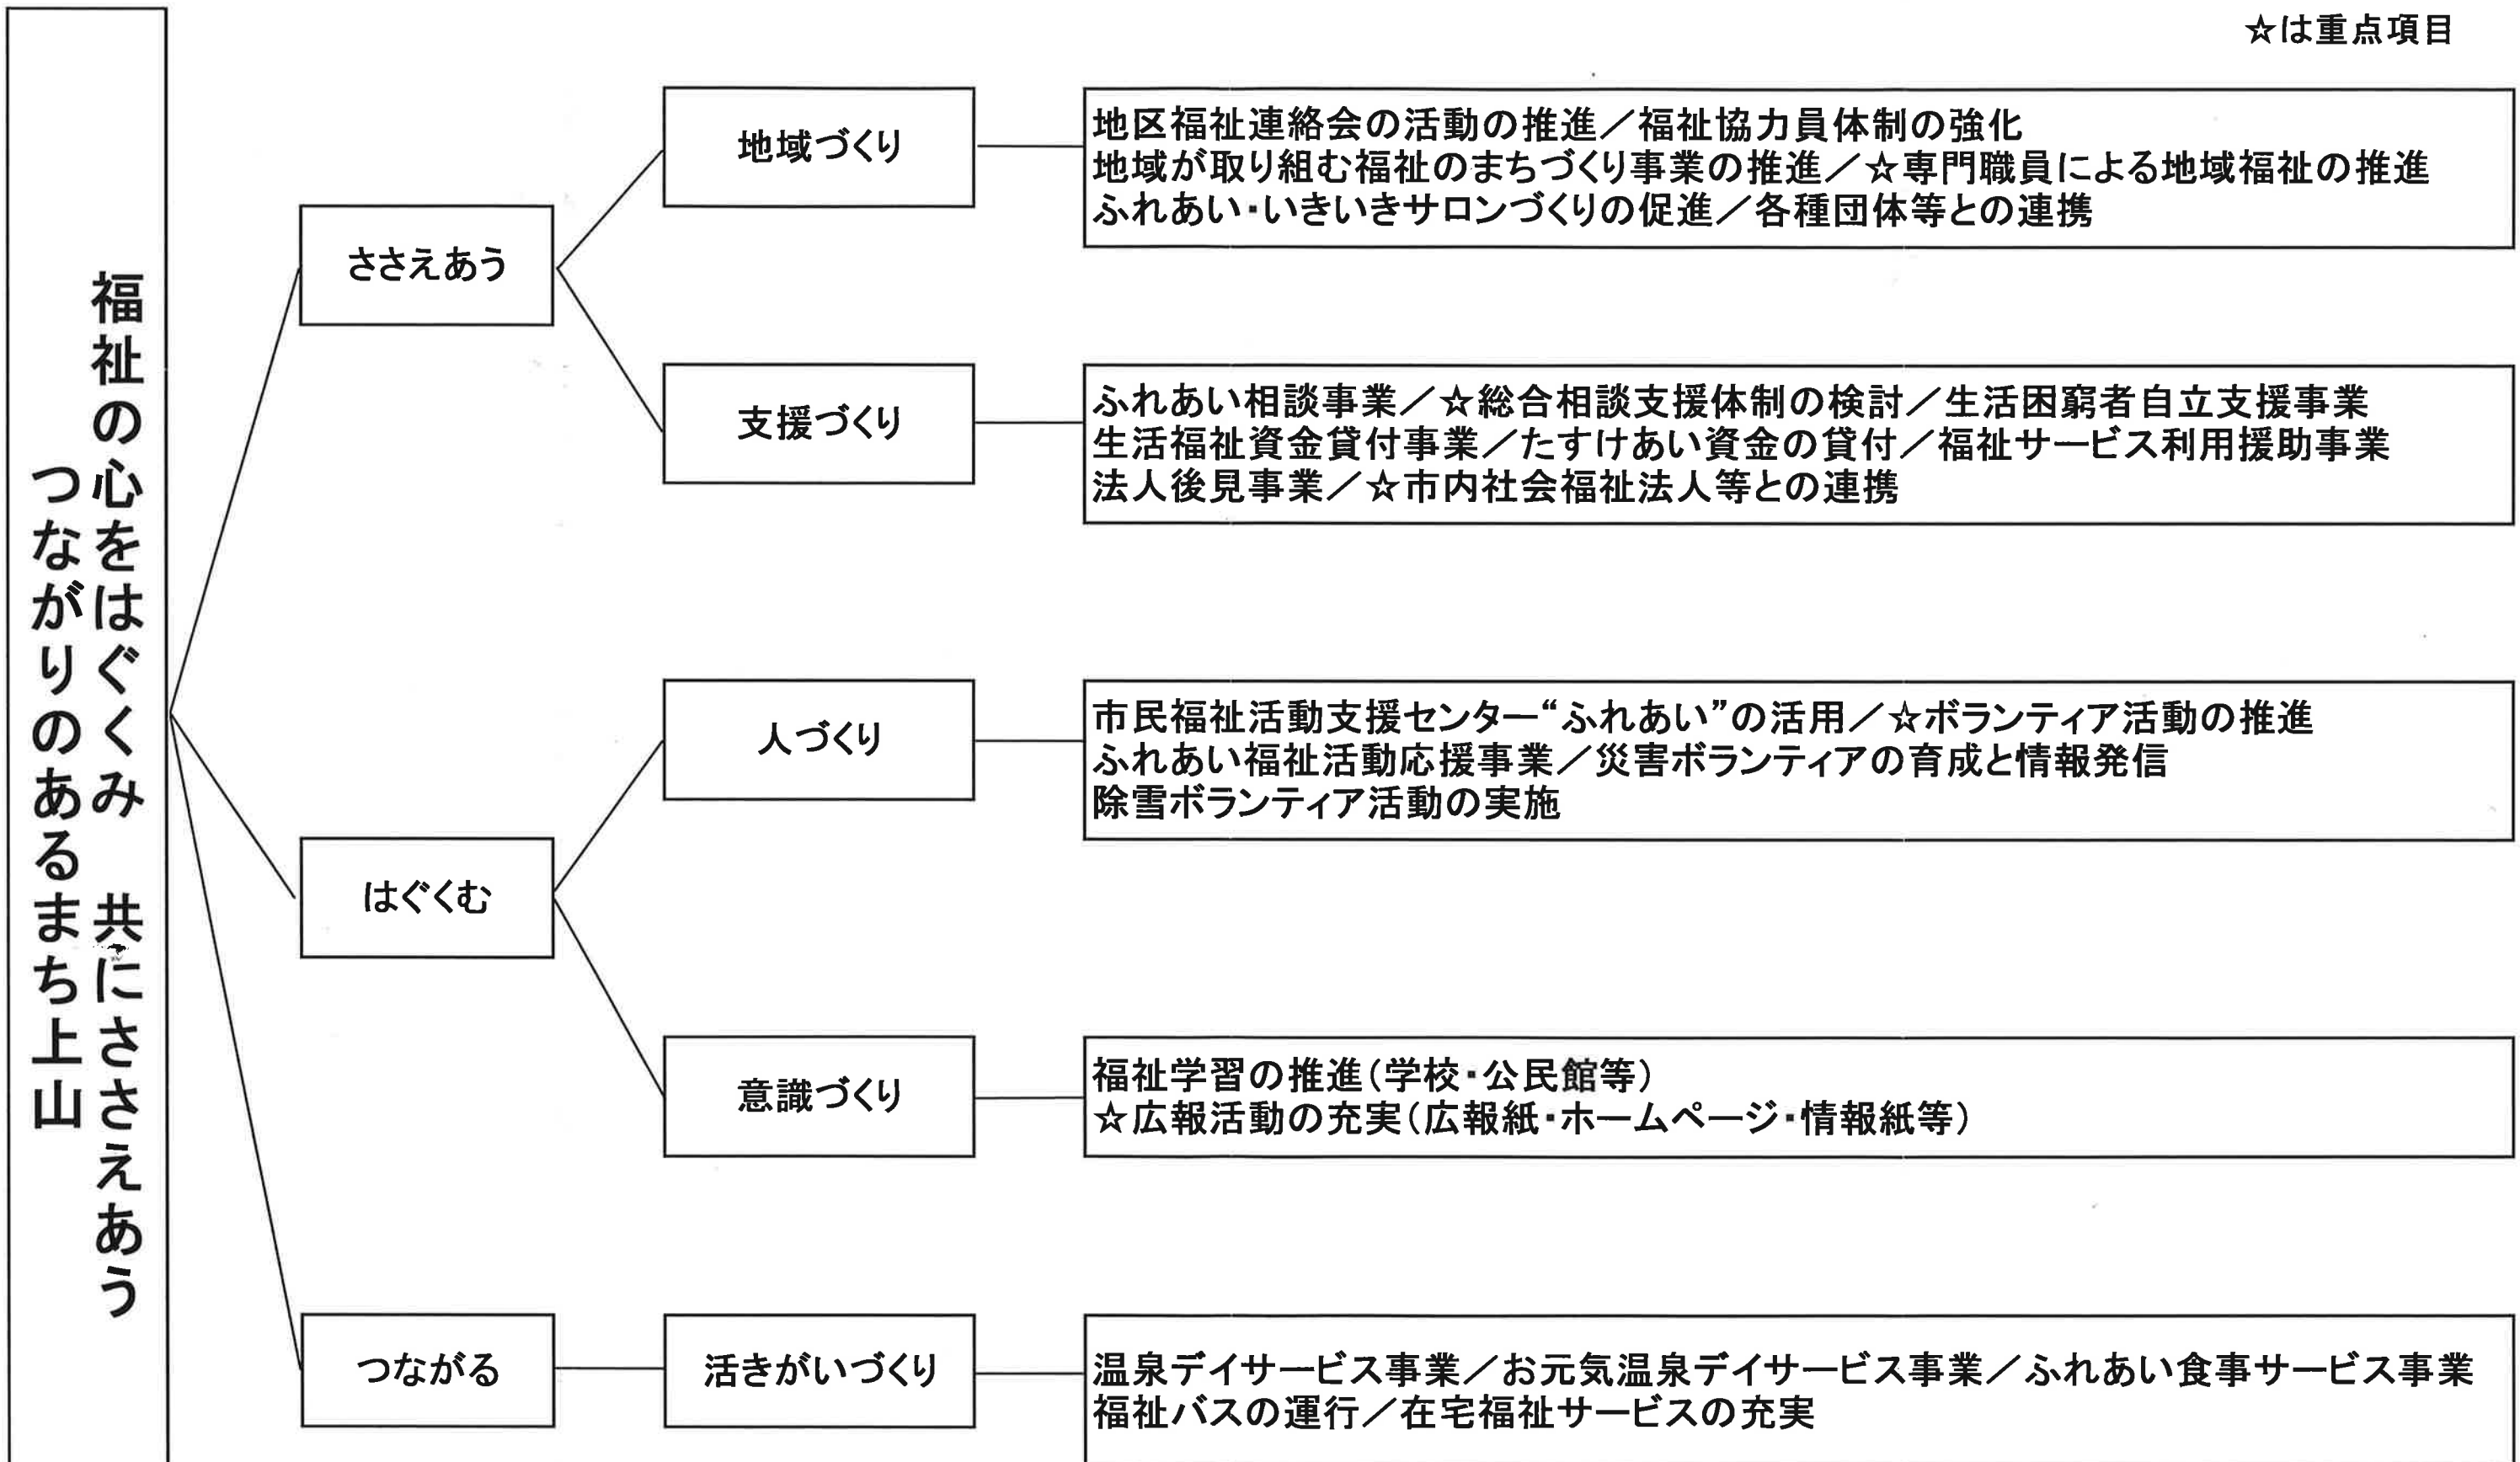 ☆は重点項目
福祉の心をはぐくみ　共にささえあう
つながりのあるまち上山
ささえあう
地域づくり
地区福祉連絡会の活動の推進／福祉協力員体制の強化
地域が取り組む福祉のまちづくり事業の推進／☆専門職員による地域福祉の推進
ふれあい・いきいきサロンづくりの促進／各種団体等との連携
支援づくり
ふれあい相談事業／☆総合相談支援体制の検討／生活困窮者自立支援事業
生活福祉資金貸付事業／たすけあい資金の貸付／福祉サービス利用援助事業
法人後見事業／☆市内社会福祉法人等との連携
はぐくむ
人づくり
市民福祉活動支援センター“ふれあい”の活用／☆ボランティア活動の推進
ふれあい福祉活動応援事業／災害ボランティアの育成と情報発信
除雪ボランティア活動の実施
意識づくり
福祉学習の推進（学校・公民館等）
☆広報活動の充実（広報紙・ホームページ・情報紙等）
つながる
活きがいづくり
温泉デイサービス事業／お元気温泉デイサービス事業／ふれあい食事サービス事業
福祉バスの運行／在宅福祉サービスの充実